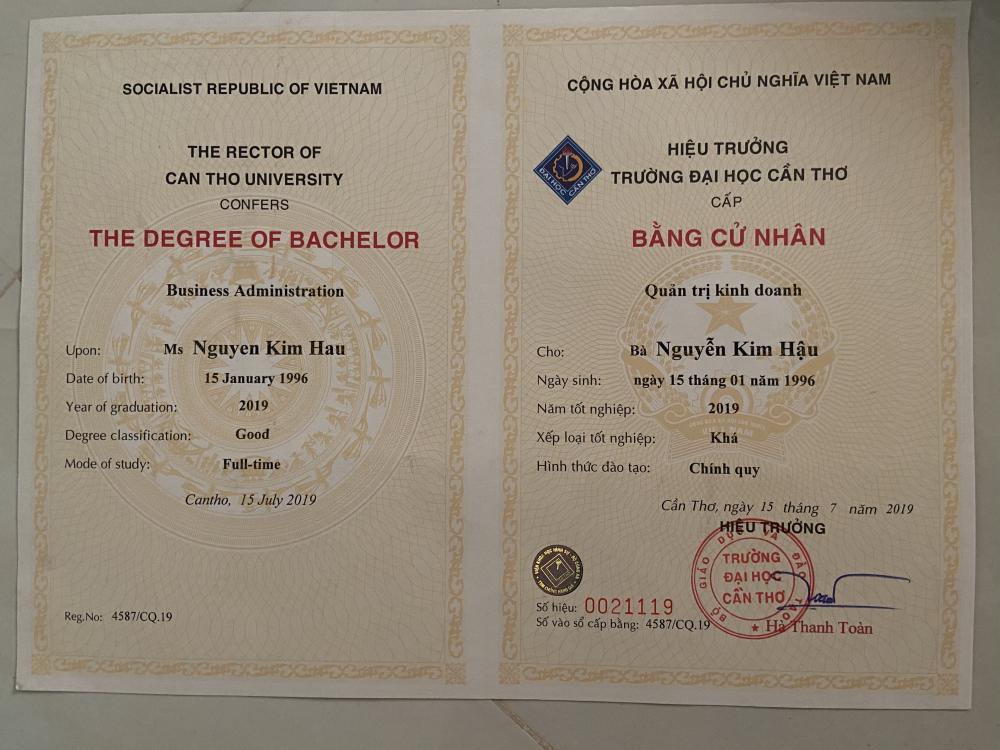 SOCIALIST REPUBLIC OF VIETNAM
THE RECTOR OF
CAN THO UNIVERSITY
CONFERS
THE DEGREE OF BACHELOR
Business Administration
Upon: Ms Nguyen Kim Hau
Date of birth: 15 January 1996
Year of graduation: 2019
Degree classification: Good
Mode of study: Full-time
Cantho, 15 July 2019
Reg.No: 4587/CQ.19
CỘNG HÒA XÃ HỘI CHỦ NGHĨA VIỆT NAM
HIỆU TRƯỞNG
TRƯỜNG ĐẠI HỌC CẦN THƠ
CẤP
BẰNG CỬ NHÂN
ĐẠI HỌC CẦN THƠ
Quản trị kinh doanh
Cho: Bà Nguyễn Kim Hậu
Ngày sinh: ngày 15 tháng 01 năm 1996
Năm tốt nghiệp: 2019
Xếp loại tốt nghiệp: Khá
Hình thức đào tạo: Chính quy
Cần Thơ, ngày 15 tháng 7 năm 2019
HIỆU TRƯỞNG
BỘ GIÁO DỤC VÀ ĐÀO TẠO
TRƯỜNG
ĐẠI HỌC
CẦN THƠ
Số hiệu: 0021119
Số vào sổ cấp bằng: 4587/CQ.19
Hà Thanh Toàn